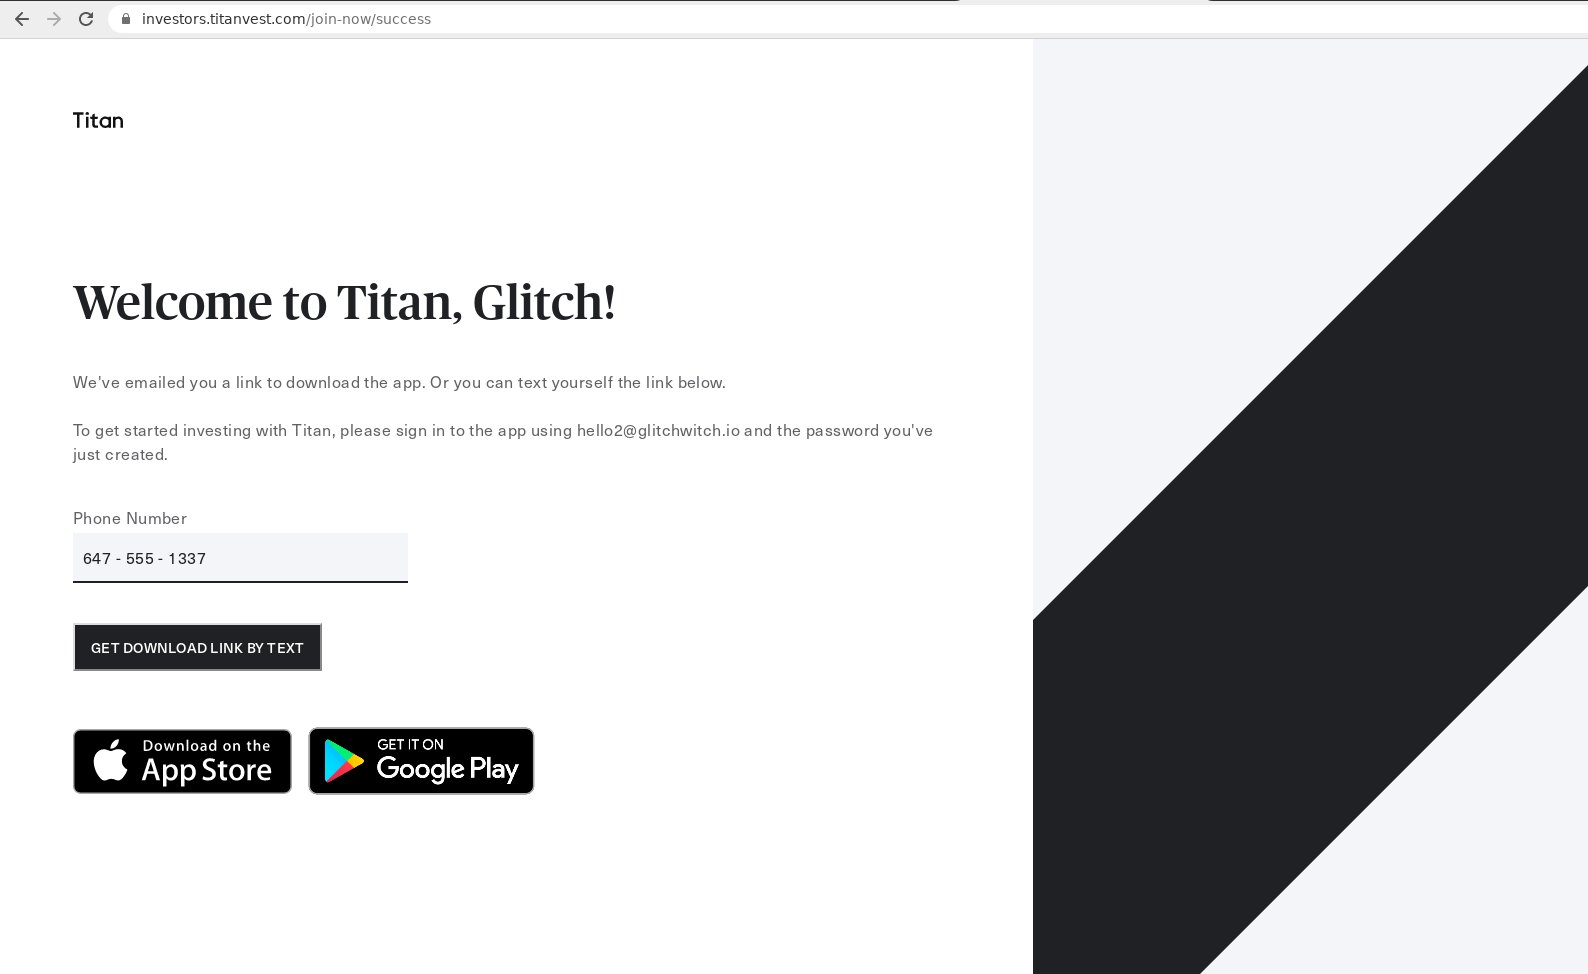 investors.titanvest.com/join-now/success
Titan
Welcome to Titan, Glitch!
We've emailed you a link to download the app. Or you can text yourself the link below.
To get started investing with Titan, please sign in to the app using hello2@glitchwitch.io and the password you've
just created.
Phone Number
647 - 555 - 1337
GET DOWNLOAD LINK BY TEXT
Download on the
App Store
GET IT ON
Google Play